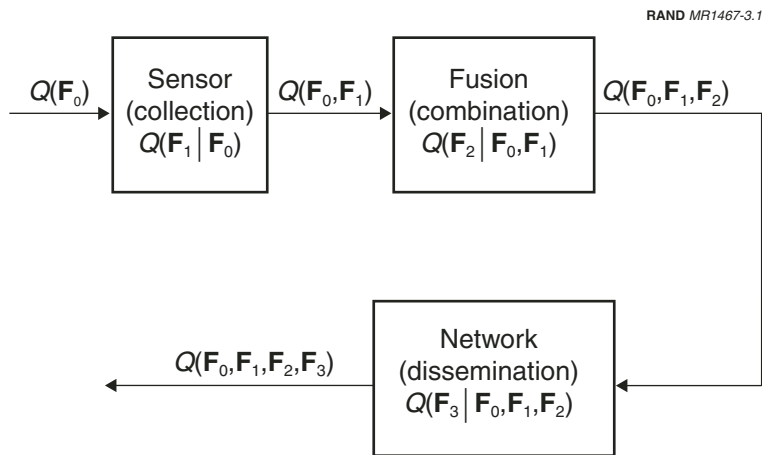 RAND MR1467-3.1
Q(F₀)
Sensor
(collection)
Q(F₁ | F₀)
Q(F₀,F₁)
Fusion
(combination)
Q(F₂ | F₀,F₁)
Q(F₀,F₁,F₂)
Network
(dissemination)
Q(F₃ | F₀,F₁,F₂)
Q(F₀,F₁,F₂,F₃)